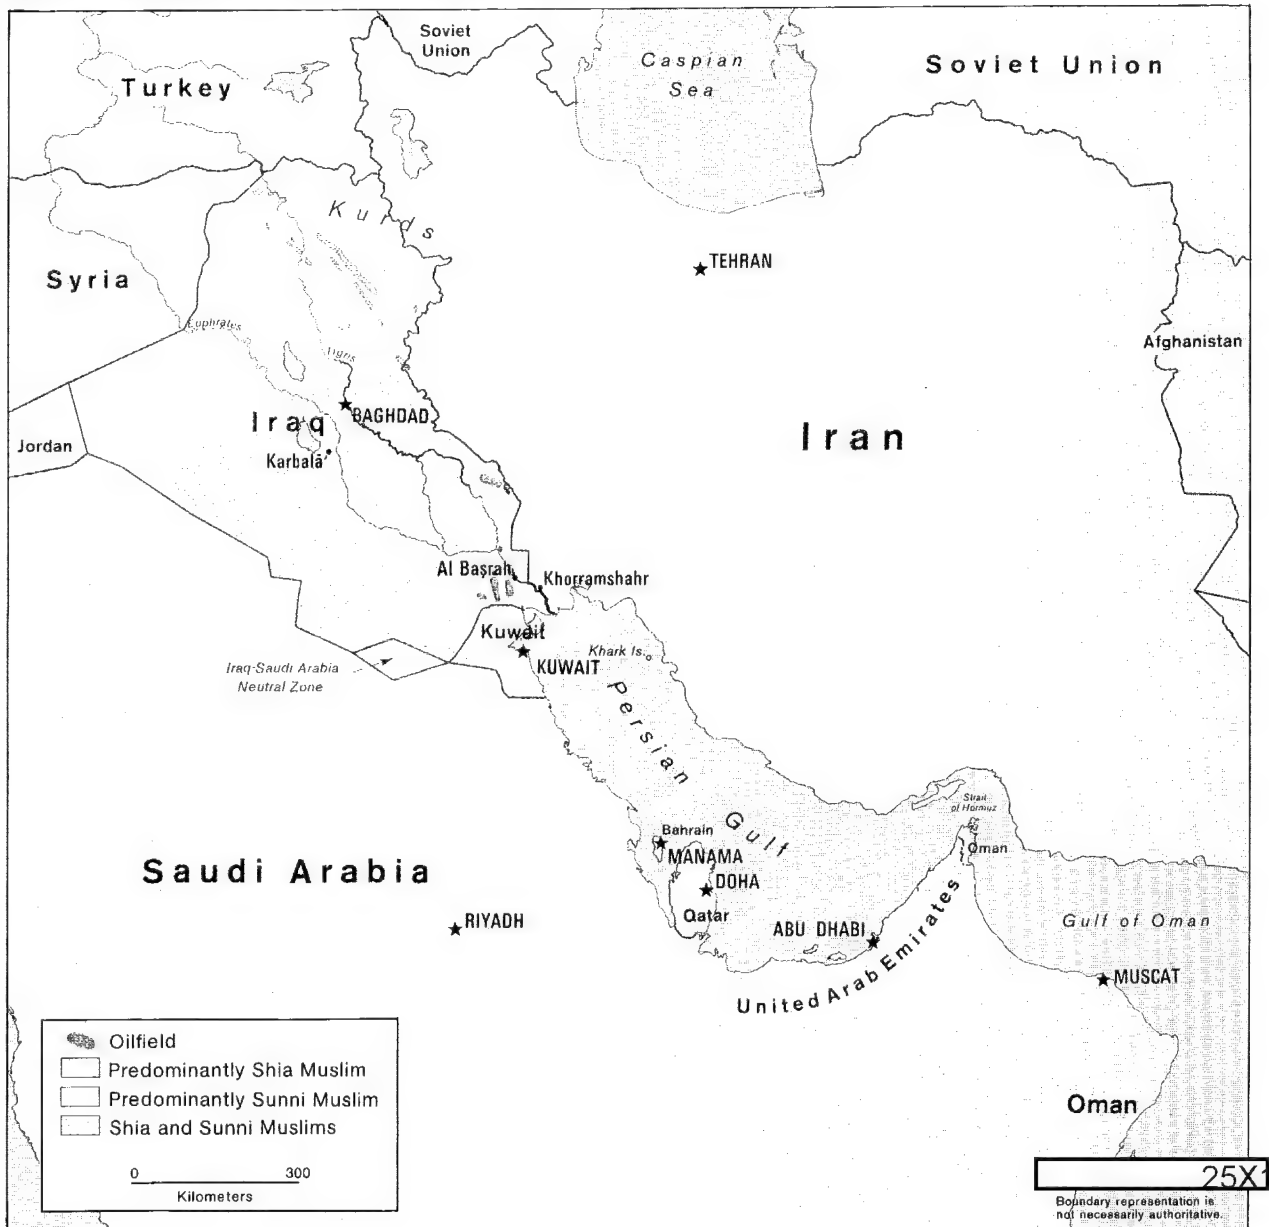 Soviet
Union
Caspian
Sea
Soviet Union
Turkey
Kurds
TEHRAN
Syria
Euphrates
Tigris
Afghanistan
BAGHDAD
Iraq
Iran
Jordan
Karbalā'
Al Başrah
Khorramshahr
Kuwait
KUWAIT
Khark Is.
Iraq-Saudi Arabia
Neutral Zone
Persian Gulf
Strait
of Hormuz
Bahrain
MANAMA
Oman
Saudi Arabia
DOHA
Qatar
RIYADH
ABU DHABI
Gulf of Oman
United Arab Emirates
MUSCAT
Oilfield
Predominantly Shia Muslim
Predominantly Sunni Muslim
Shia and Sunni Muslims
0 300
Kilometers
Oman
25X1
Boundary representation is
not necessarily authoritative.